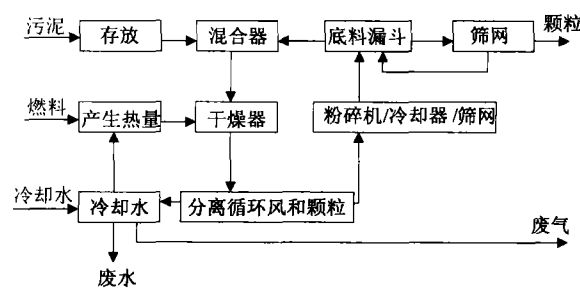 污泥
存放
混合器
底料漏斗
筛网
颗粒
燃料
产生热量
干燥器
粉碎机/冷却器/筛网
冷却水
冷却水
分离循环风和颗粒
废气
废水